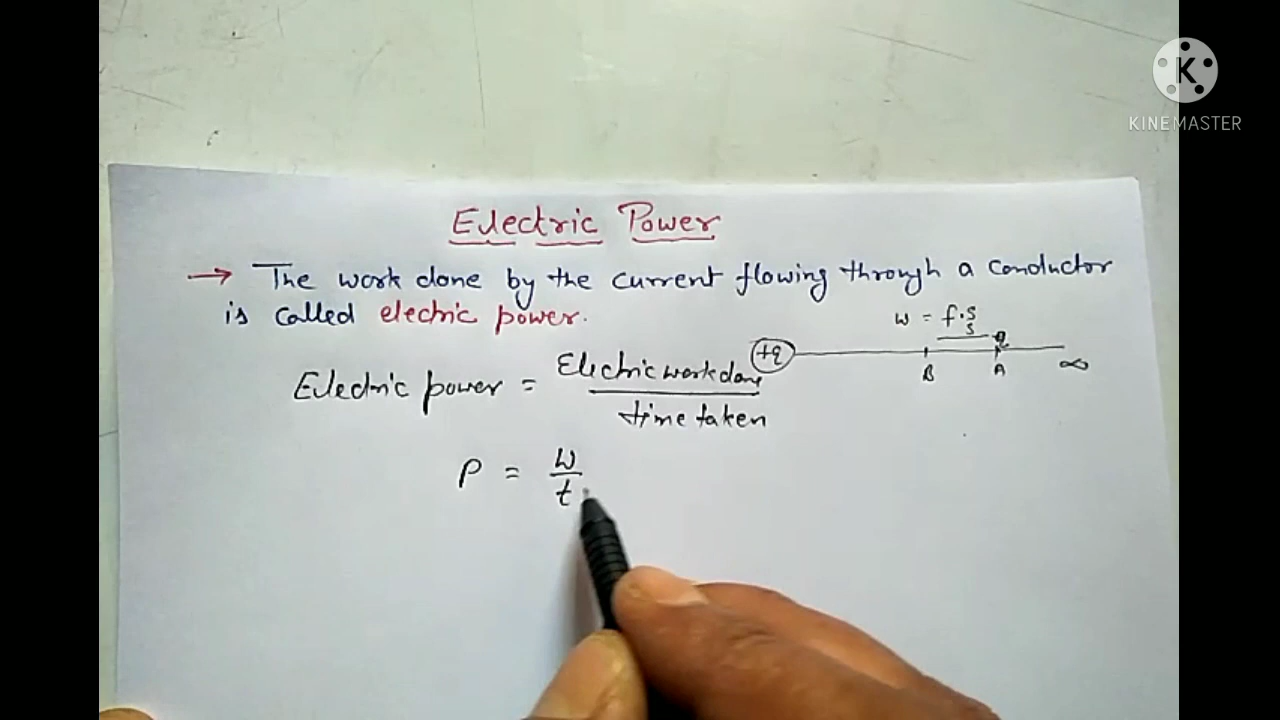 KINEMASTER
Electric Power
→ The work done by the current flowing through a conductor
is called electric power.
w = f.s
s
+q
B A ∞
Electric power = Electric work done
time taken
P = W
t